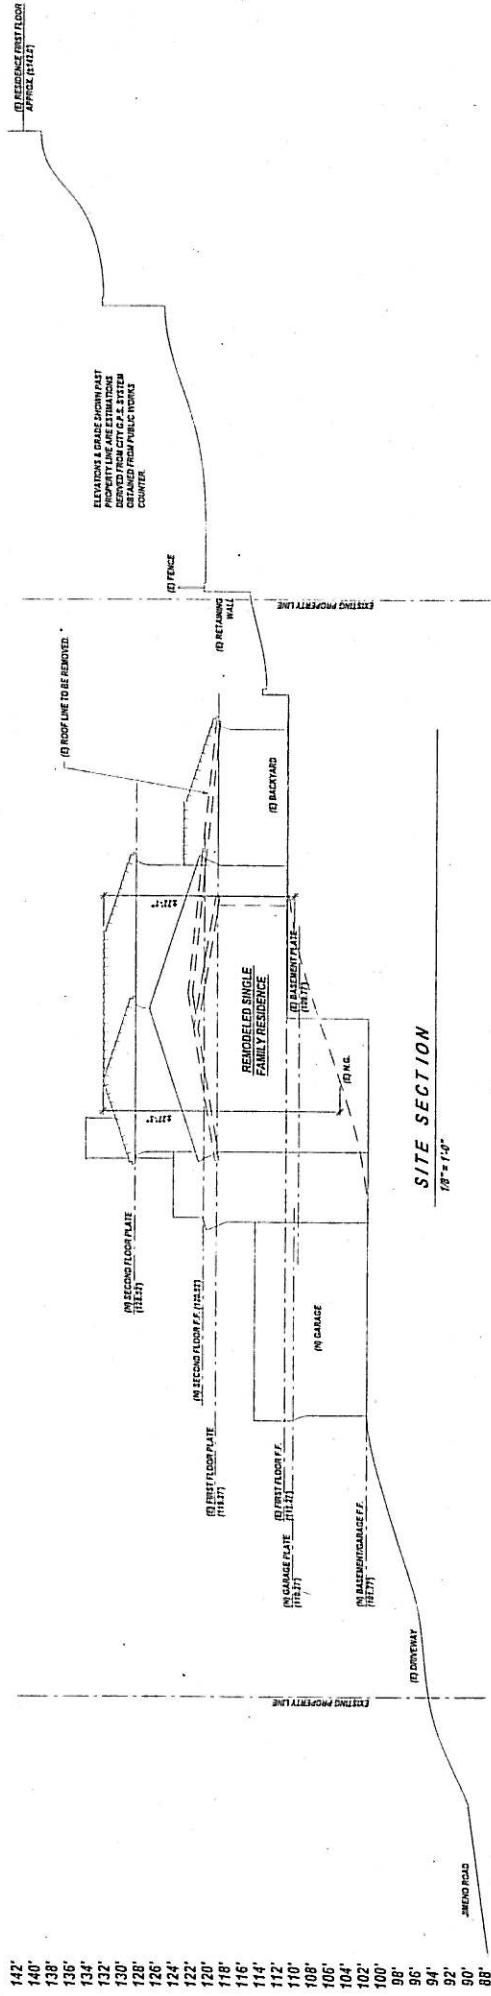 142'
140'
138'
136'
134'
132'
130'
128'
126'
124'
122'
120'
118'
116'
114'
112'
110'
108'
106'
104'
102'
100'
98'
96'
94'
92'
90'
88'
JIMENO ROAD
EXISTING PROPERTY LINE
(E) DRIVEWAY
(N) SECOND FLOOR PLATE
(N) SECOND FLOOR F.F.
(E) FIRST FLOOR PLATE
(E) FIRST FLOOR F.F.
(N) GARAGE PLATE
(N) BASEMENT/GARAGE F.F.
(101.77')
(N) GARAGE
REMODELED SINGLE
FAMILY RESIDENCE
(E) N.G.
(E) BASEMENT PLATE
(E) BACKYARD
(E) ROOF LINE TO BE REMOVED.
(E) RETAINING
WALL
(E) FENCE
EXISTING PROPERTY LINE
ELEVATIONS & GRADE SHOWN PAST
PROPERTY LINE ARE ESTIMATIONS
DERIVED FROM CITY G.P.S. SYSTEM
OBTAINED FROM PUBLIC WORKS
COUNTER.
(E) RESIDENCE FIRST FLOOR
SITE SECTION
1/8" = 1'-0"